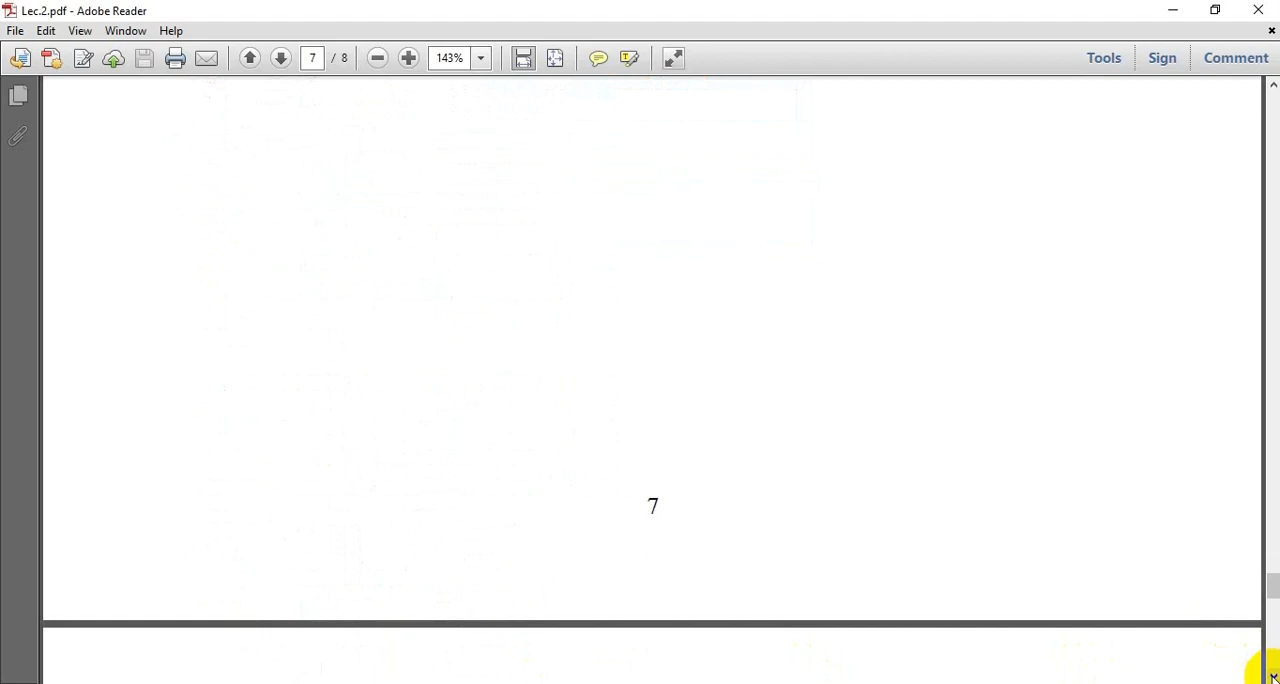 Lec.2.pdf - Adobe Reader
File Edit View Window Help
7 / 8 143% Tools Sign Comment
7